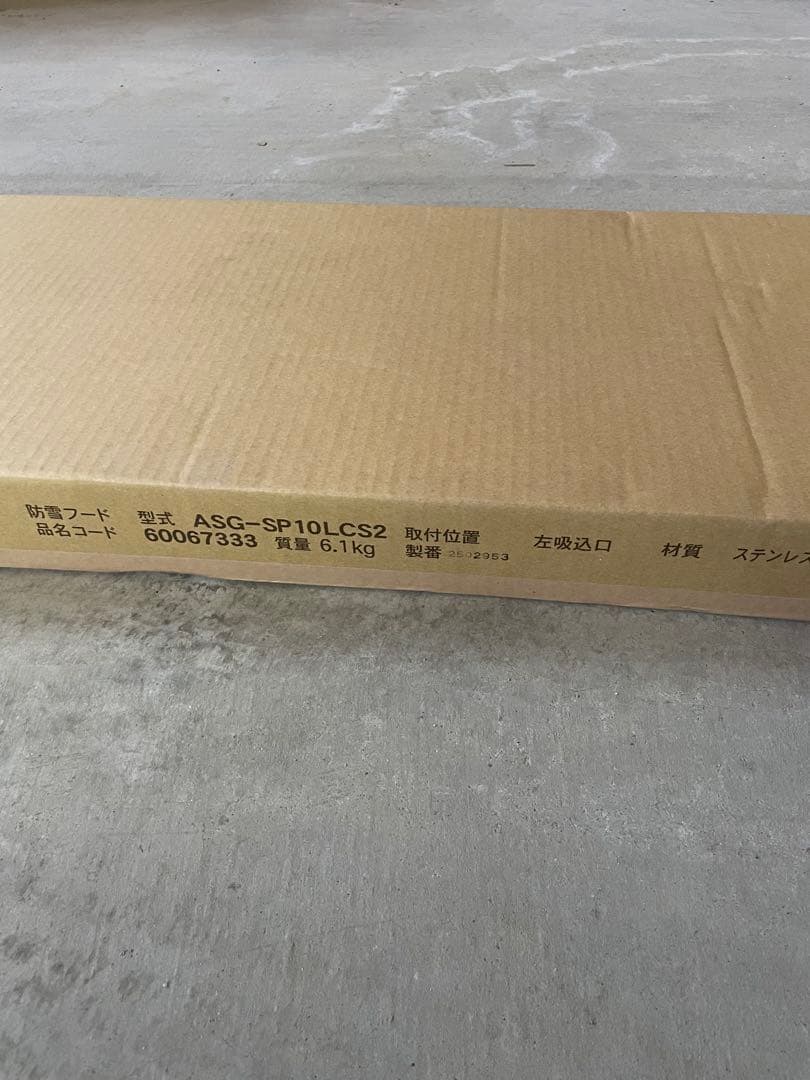 防雪フード 型式 ASG-SP10LCS2 取付位置 左吸込口 材質 ステンレス
品名コード 60067333 質量 6.1kg 製番